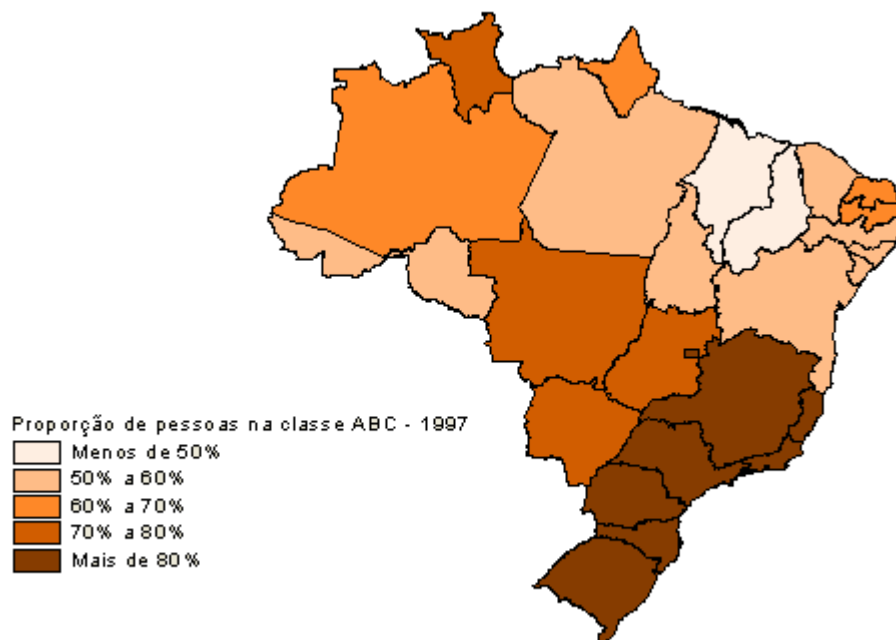 Proporção de pessoas na classe ABC - 1997
Menos de 50%
50% a 60%
60% a 70%
70% a 80%
Mais de 80%